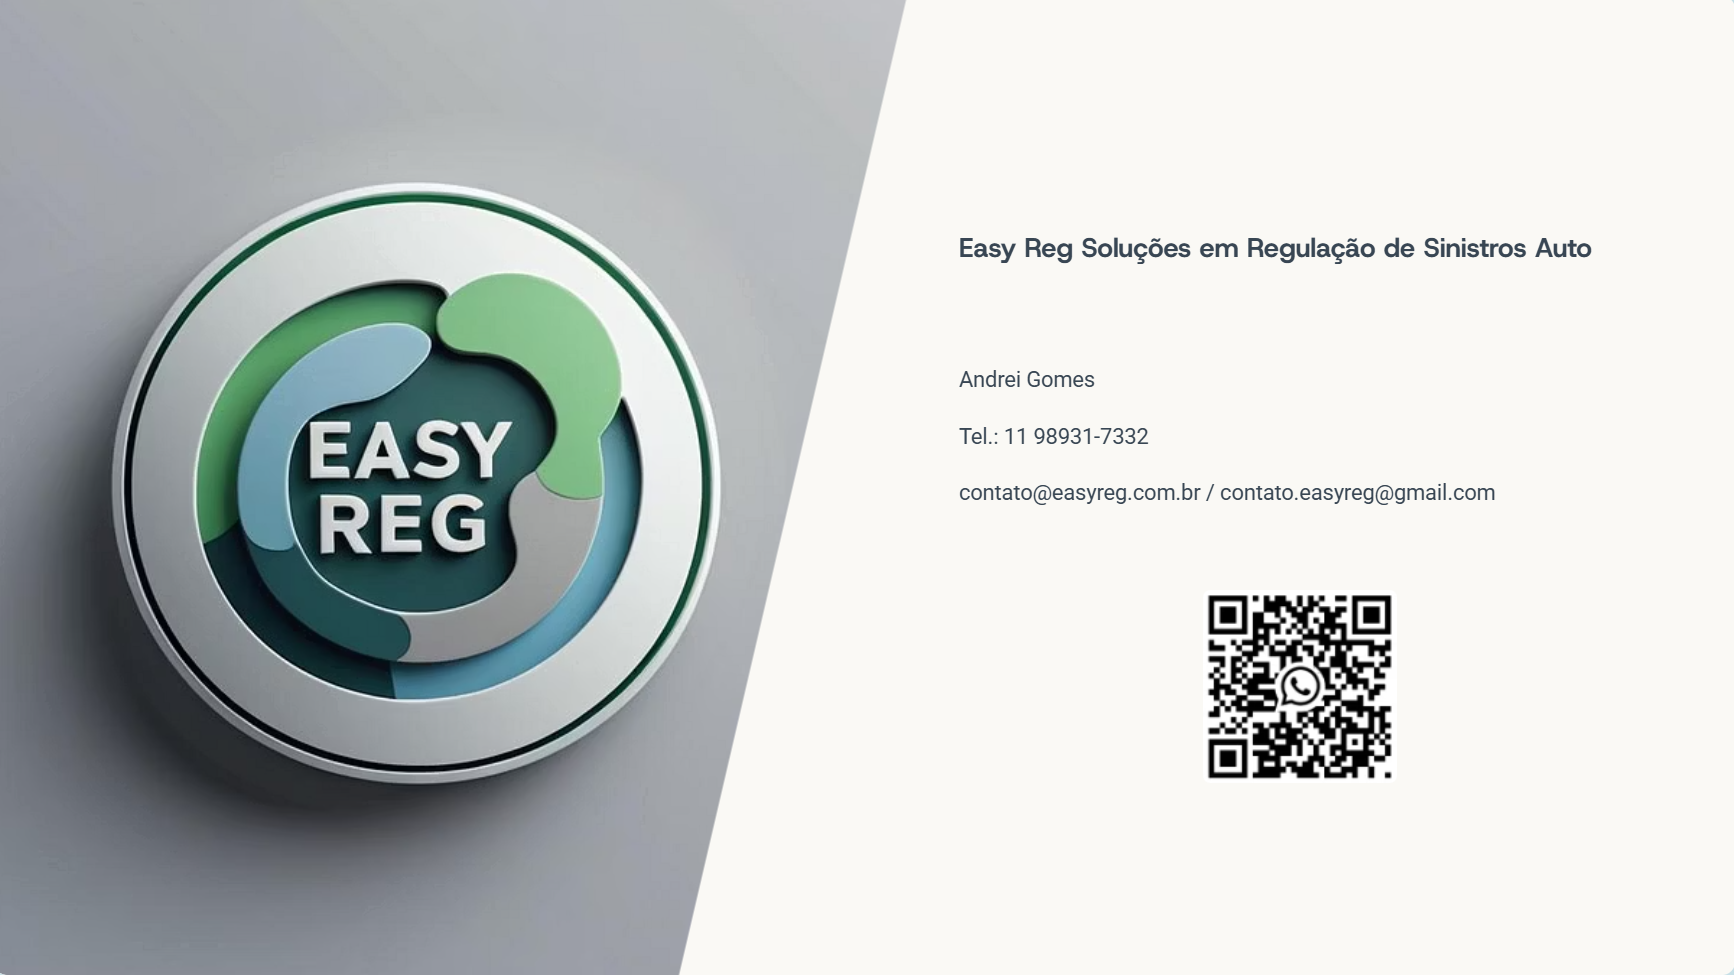 EASY
REG
Easy Reg Soluções em Regulação de Sinistros Auto
Andrei Gomes
Tel.: 11 98931-7332
contato@easyreg.com.br / contato.easyreg@gmail.com